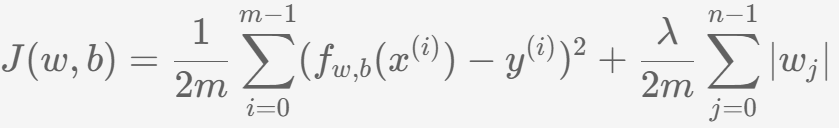 J(w, b) = \frac{1}{2m} \sum_{i=0}^{m-1} (f_{w,b}(x^{(i)}) - y^{(i)})^2 + \frac{\lambda}{2m} \sum_{j=0}^{n-1} |w_j|